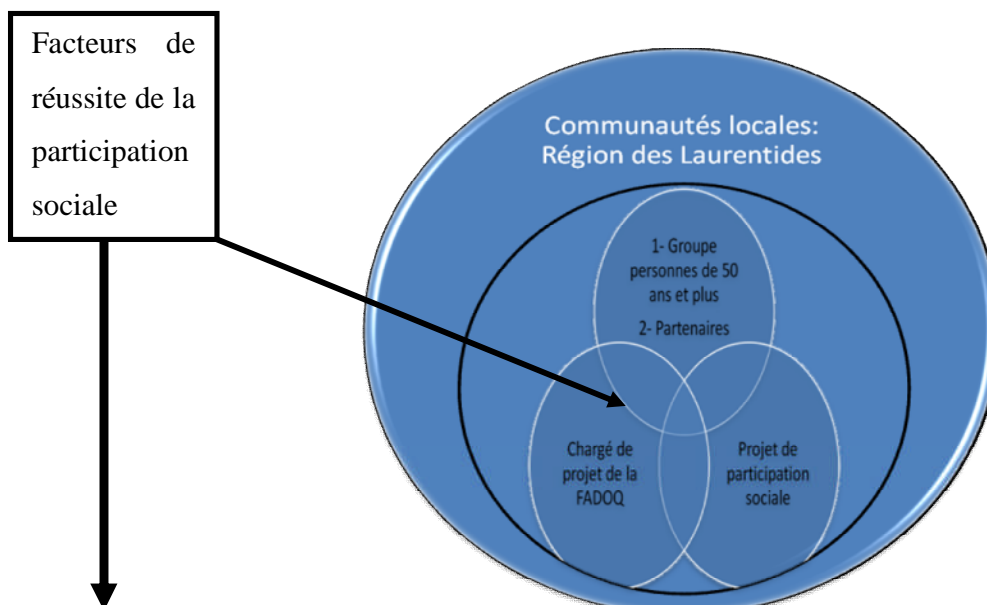 Facteurs de
réussite de la
participation
sociale
Communautés locales:
Région des Laurentides
1- Groupe
personnes de 50
ans et plus
2- Partenaires
Chargé de
projet de la
FADOQ
Projet de
participation
sociale